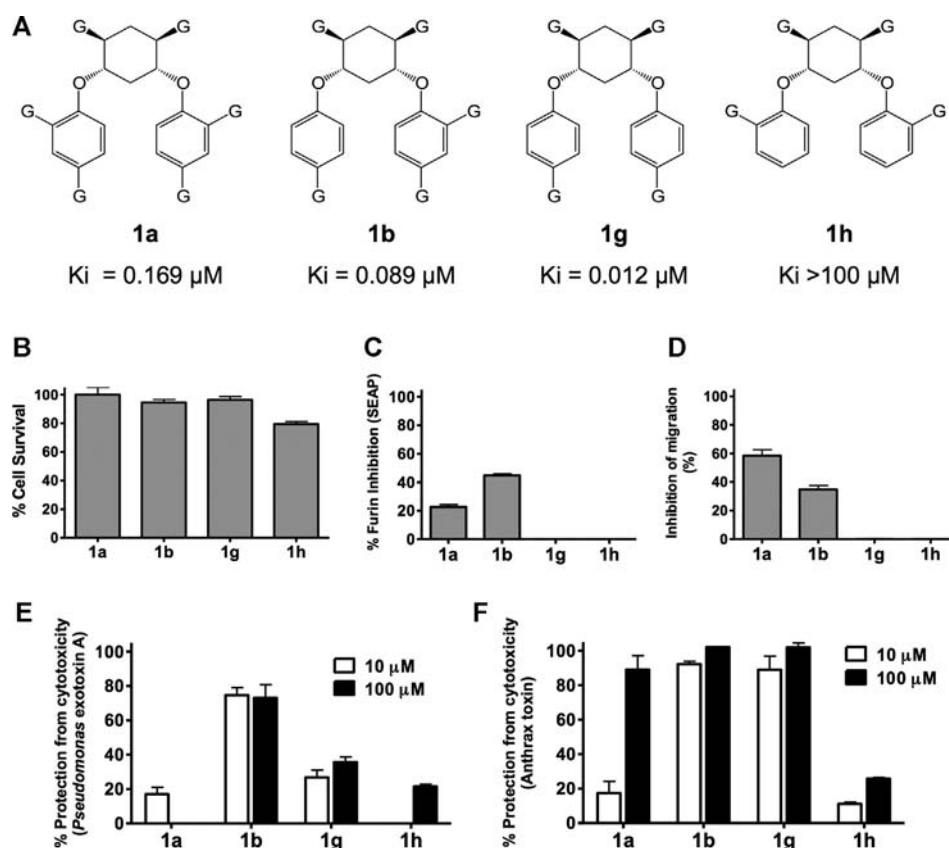 A
G G G G G G G G
O O O O O O O O
G G G G G
G G G G G G
1a 1b 1g 1h
Ki = 0.169 µM Ki = 0.089 µM Ki = 0.012 µM Ki >100 µM
B
% Cell Survival
100
80
60
40
20
0
1a 1b 1g 1h
C
% Furin Inhibition (SEAP)
100
80
60
40
20
0
1a 1b 1g 1h
D
Inhibition of migration
(%)
100
80
60
40
20
0
1a 1b 1g 1h
E
% Protection from cytotoxicity
(Pseudomonas exotoxin A)
100
80
60
40
20
0
10 µM
100 µM
1a 1b 1g 1h
F
% Protection from cytotoxicity
(Anthrax toxin)
100
80
60
40
20
0
10 µM
100 µM
1a 1b 1g 1h